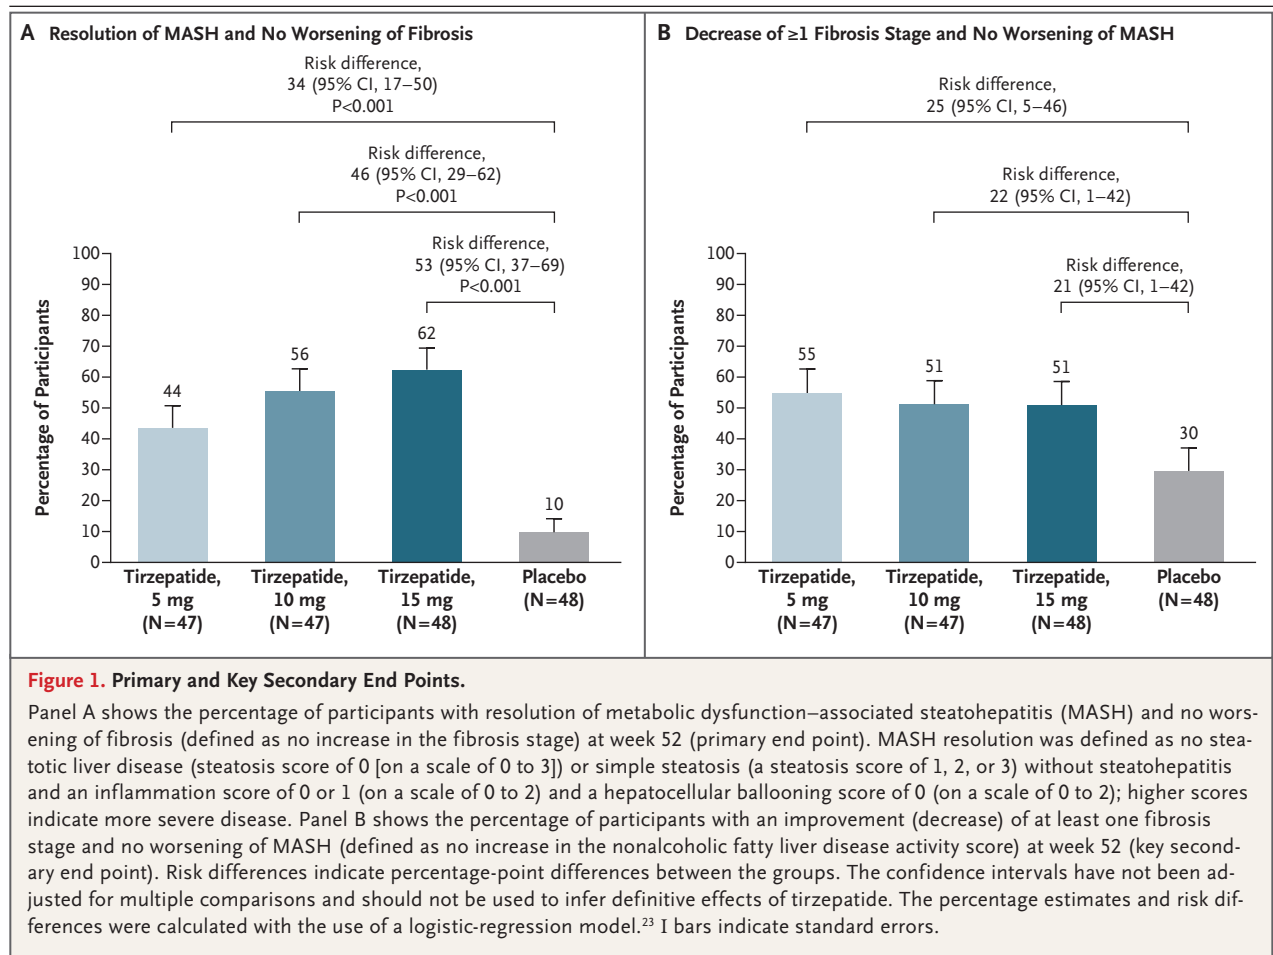 A Resolution of MASH and No Worsening of Fibrosis
Risk difference,
34 (95% CI, 17–50)
P<0.001
Risk difference,
46 (95% CI, 29–62)
P<0.001
Risk difference,
53 (95% CI, 37–69)
P<0.001
Percentage of Participants
100
90
80
70
60
50
40
30
20
10
0
44
56
62
10
Tirzepatide, 5 mg (N=47)
Tirzepatide, 10 mg (N=47)
Tirzepatide, 15 mg (N=48)
Placebo (N=48)
B Decrease of ≥1 Fibrosis Stage and No Worsening of MASH
Risk difference,
25 (95% CI, 5–46)
Risk difference,
22 (95% CI, 1–42)
Risk difference,
21 (95% CI, 1–42)
Percentage of Participants
100
90
80
70
60
50
40
30
20
10
0
55
51
51
30
Tirzepatide, 5 mg (N=47)
Tirzepatide, 10 mg (N=47)
Tirzepatide, 15 mg (N=48)
Placebo (N=48)
Figure 1. Primary and Key Secondary End Points.
Panel A shows the percentage of participants with resolution of metabolic dysfunction–associated steatohepatitis (MASH) and no wors-
ening of fibrosis (defined as no increase in the fibrosis stage) at week 52 (primary end point). MASH resolution was defined as no stea-
totic liver disease (steatosis score of 0 [on a scale of 0 to 3]) or simple steatosis (a steatosis score of 1, 2, or 3) without steatohepatitis
and an inflammation score of 0 or 1 (on a scale of 0 to 2) and a hepatocellular ballooning score of 0 (on a scale of 0 to 2); higher scores
indicate more severe disease. Panel B shows the percentage of participants with an improvement (decrease) of at least one fibrosis
stage and no worsening of MASH (defined as no increase in the nonalcoholic fatty liver disease activity score) at week 52 (key second-
ary end point). Risk differences indicate percentage-point differences between the groups. The confidence intervals have not been ad-
justed for multiple comparisons and should not be used to infer definitive effects of tirzepatide. The percentage estimates and risk dif-
ferences were calculated with the use of a logistic-regression model.23 I bars indicate standard errors.